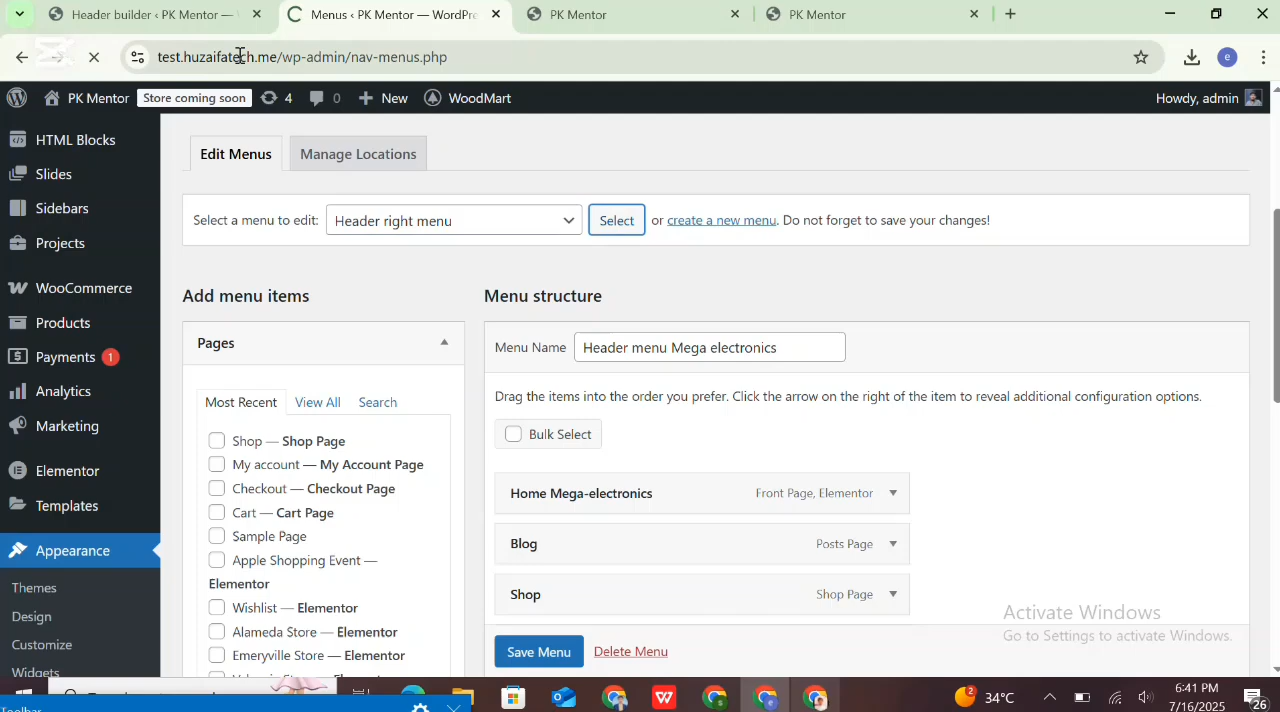 Header builder ‹ PK Mentor —
Menus ‹ PK Mentor — WordPre
PK Mentor
PK Mentor
test.huzaifatech.me/wp-admin/nav-menus.php
e
PK Mentor
Store coming soon
4
0
New
WoodMart
Howdy, admin
HTML Blocks
Slides
Sidebars
Projects
WooCommerce
Products
Payments 1
Analytics
Marketing
Elementor
Templates
Appearance
Themes
Design
Customize
Widgets
Edit Menus
Manage Locations
Select a menu to edit: Header right menu Select or create a new menu. Do not forget to save your changes!
Add menu items
Pages
Most Recent View All Search
Shop — Shop Page
My account — My Account Page
Checkout — Checkout Page
Cart — Cart Page
Sample Page
Apple Shopping Event —
Elementor
Wishlist — Elementor
Alameda Store — Elementor
Emeryville Store — Elementor
Menu structure
Menu Name Header menu Mega electronics
Drag the items into the order you prefer. Click the arrow on the right of the item to reveal additional configuration options.
Bulk Select
Home Mega-electronics Front Page, Elementor
Blog Posts Page
Shop Shop Page
Save Menu Delete Menu
Activate Windows
Go to Settings to activate Windows.
34°C
6:41 PM
7/16/2025
26
Toolbar